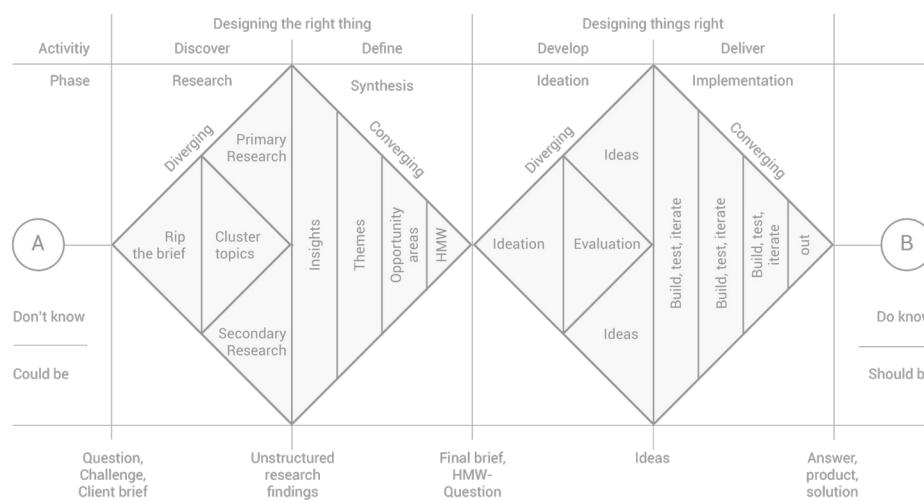 Designing the right thing
Designing things right
Activitiy
Discover
Define
Develop
Deliver
Phase
Research
Synthesis
Ideation
Implementation
Diverging
Converging
Diverging
Converging
Primary
Research
Rip
the brief
Cluster
topics
Secondary
Research
Insights
Themes
Opportunity
areas
HMW
Ideas
Ideation
Evaluation
Ideas
Build, test, iterate
Build, test, iterate
Build, test,
iterate
out
A
B
Don't know
Could be
Do know
Should b
Question,
Challenge,
Client brief
Unstructured
research
findings
Final brief,
HMW-
Question
Ideas
Answer,
product,
solution